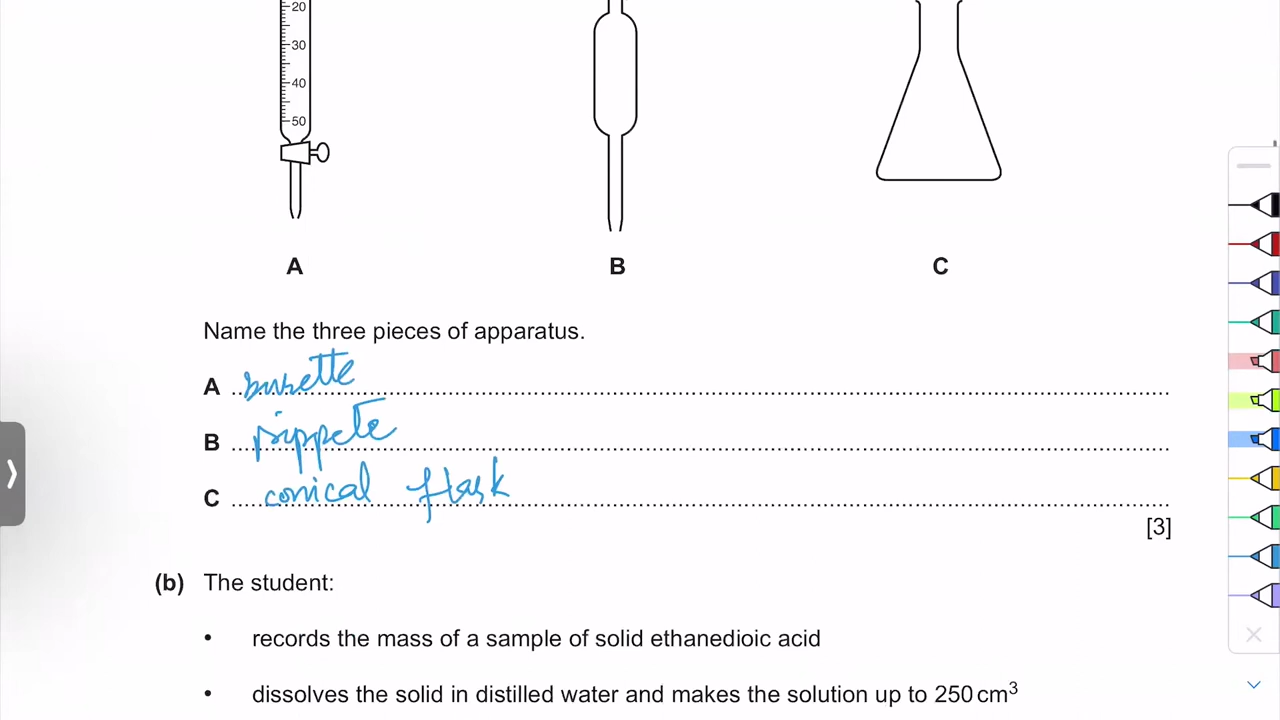 20
30
40
50
A B C
Name the three pieces of apparatus.
A burette
B pippete
C conical flask
[3]
(b) The student:
• records the mass of a sample of solid ethanedioic acid
• dissolves the solid in distilled water and makes the solution up to 250 cm³